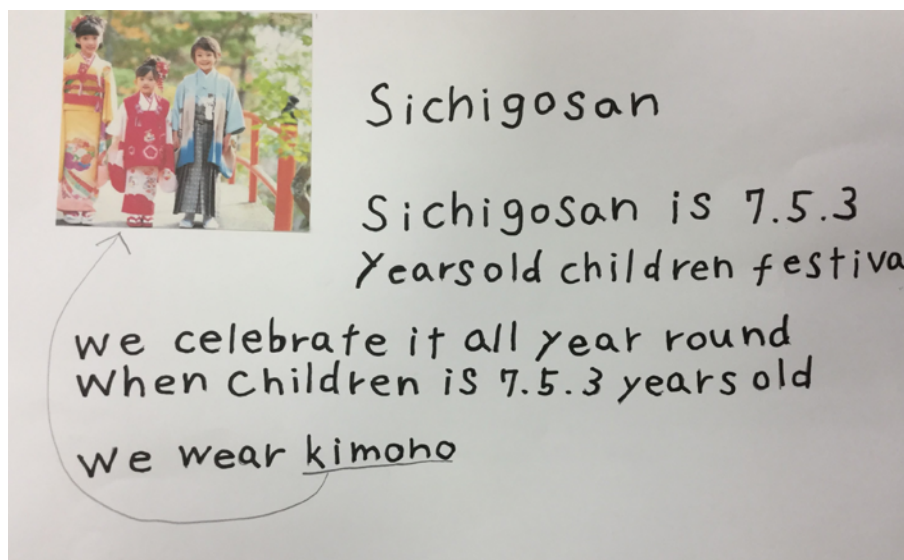 Sichigosan
Sichigosan is 7.5.3
Yearsold children festiva
we celebrate it all year round
When Children is 7.5.3 years old
We wear kimono